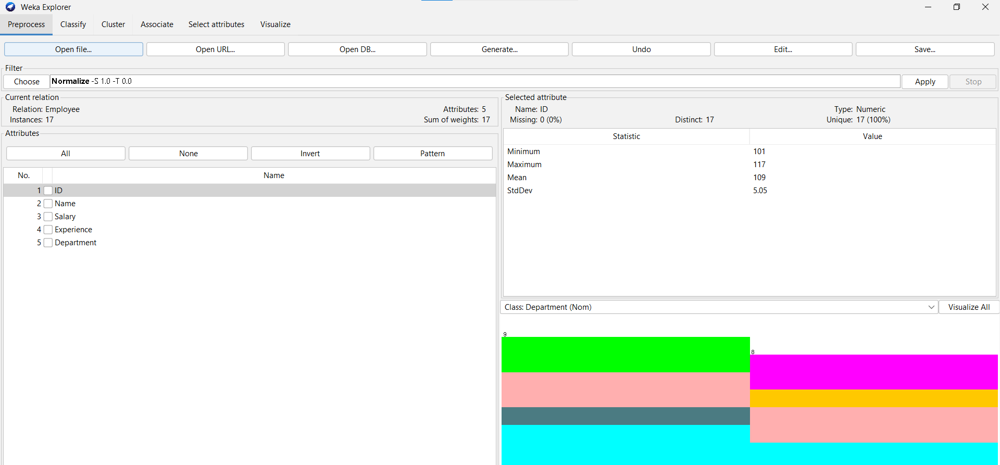 Weka Explorer
Preprocess Classify Cluster Associate Select attributes Visualize
Open file... Open URL... Open DB... Generate... Undo Edit... Save...
Filter
Choose Normalize -S 1.0 -T 0.0 Apply Stop
Current relation
Relation: Employee Attributes: 5
Instances: 17 Sum of weights: 17
Attributes
All None Invert Pattern
No. Name
1 ID
2 Name
3 Salary
4 Experience
5 Department
Selected attribute
Name: ID Type: Numeric
Missing: 0 (0%) Distinct: 17 Unique: 17 (100%)
Statistic Value
Minimum 101
Maximum 117
Mean 109
StdDev 5.05
Class: Department (Nom) Visualize All
9
8